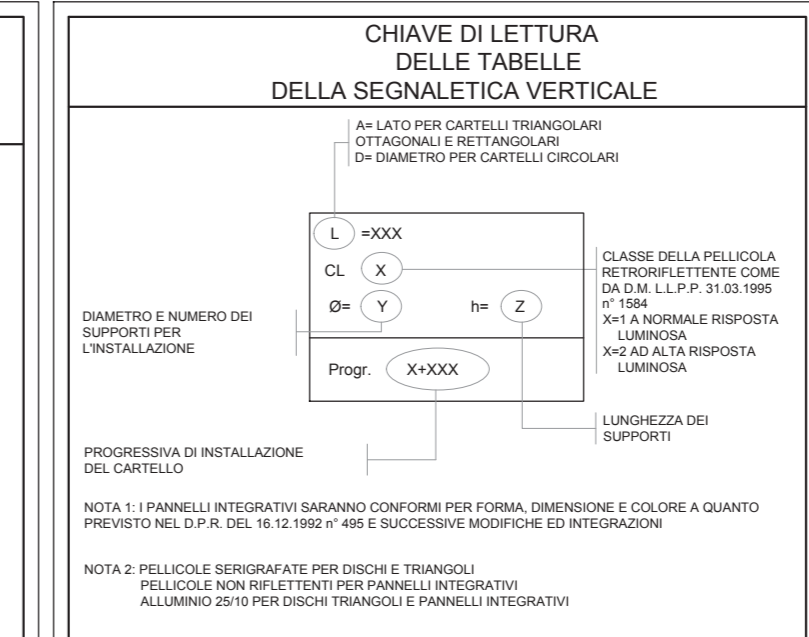 CHIAVE DI LETTURA
DELLE TABELLE
DELLA SEGNALETICA VERTICALE
A= LATO PER CARTELLI TRIANGOLARI
OTTAGONALI E RETTANGOLARI
D= DIAMETRO PER CARTELLI CIRCOLARI
L =XXX
CL X
Ø= Y h= Z
Progr. X+XXX
CLASSE DELLA PELLICOLA
RETRORIFLETTENTE COME
DA D.M. L.L.P.P. 31.03.1995
n° 1584
X=1 A NORMALE RISPOSTA
LUMINOSA
X=2 AD ALTA RISPOSTA
LUMINOSA
DIAMETRO E NUMERO DEI
SUPPORTI PER
L'INSTALLAZIONE
LUNGHEZZA DEI
SUPPORTI
PROGRESSIVA DI INSTALLAZIONE
DEL CARTELLO
NOTA 1: I PANNELLI INTEGRATIVI SARANNO CONFORMI PER FORMA, DIMENSIONE E COLORE A QUANTO
PREVISTO NEL D.P.R. DEL 16.12.1992 n° 495 E SUCCESSIVE MODIFICHE ED INTEGRAZIONI
NOTA 2: PELLICOLE SERIGRAFATE PER DISCHI E TRIANGOLI
PELLICOLE NON RIFLETTENTI PER PANNELLI INTEGRATIVI
ALLUMINIO 25/10 PER DISCHI TRIANGOLI E PANNELLI INTEGRATIVI